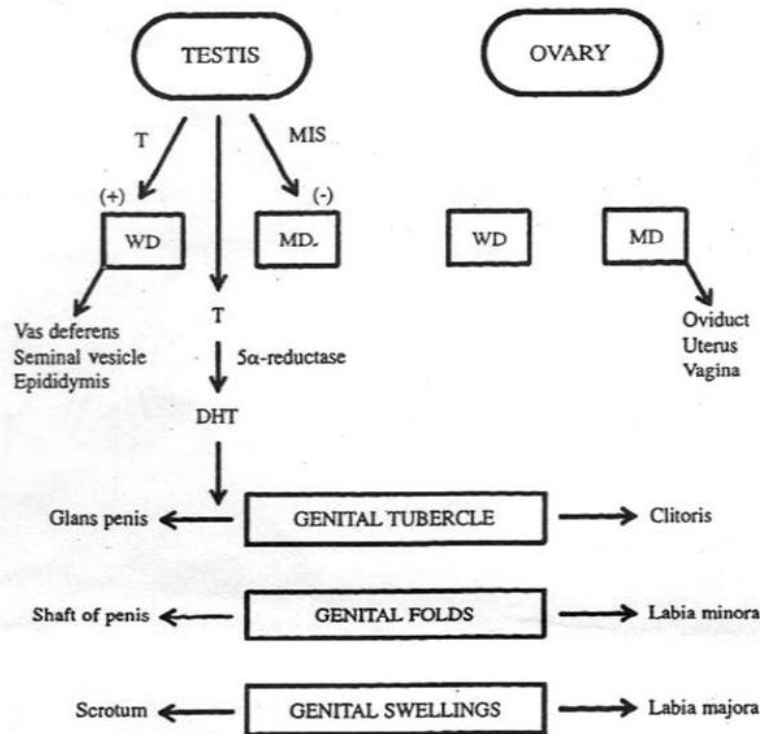 TESTIS
OVARY
T
MIS
(+)
(-)
WD
MD
WD
MD
T
Vas deferens
Seminal vesicle
Epididymis
Oviduct
Uterus
Vagina
5α-reductase
DHT
Glans penis
GENITAL TUBERCLE
Clitoris
Shaft of penis
GENITAL FOLDS
Labia minora
Scrotum
GENITAL SWELLINGS
Labia majora